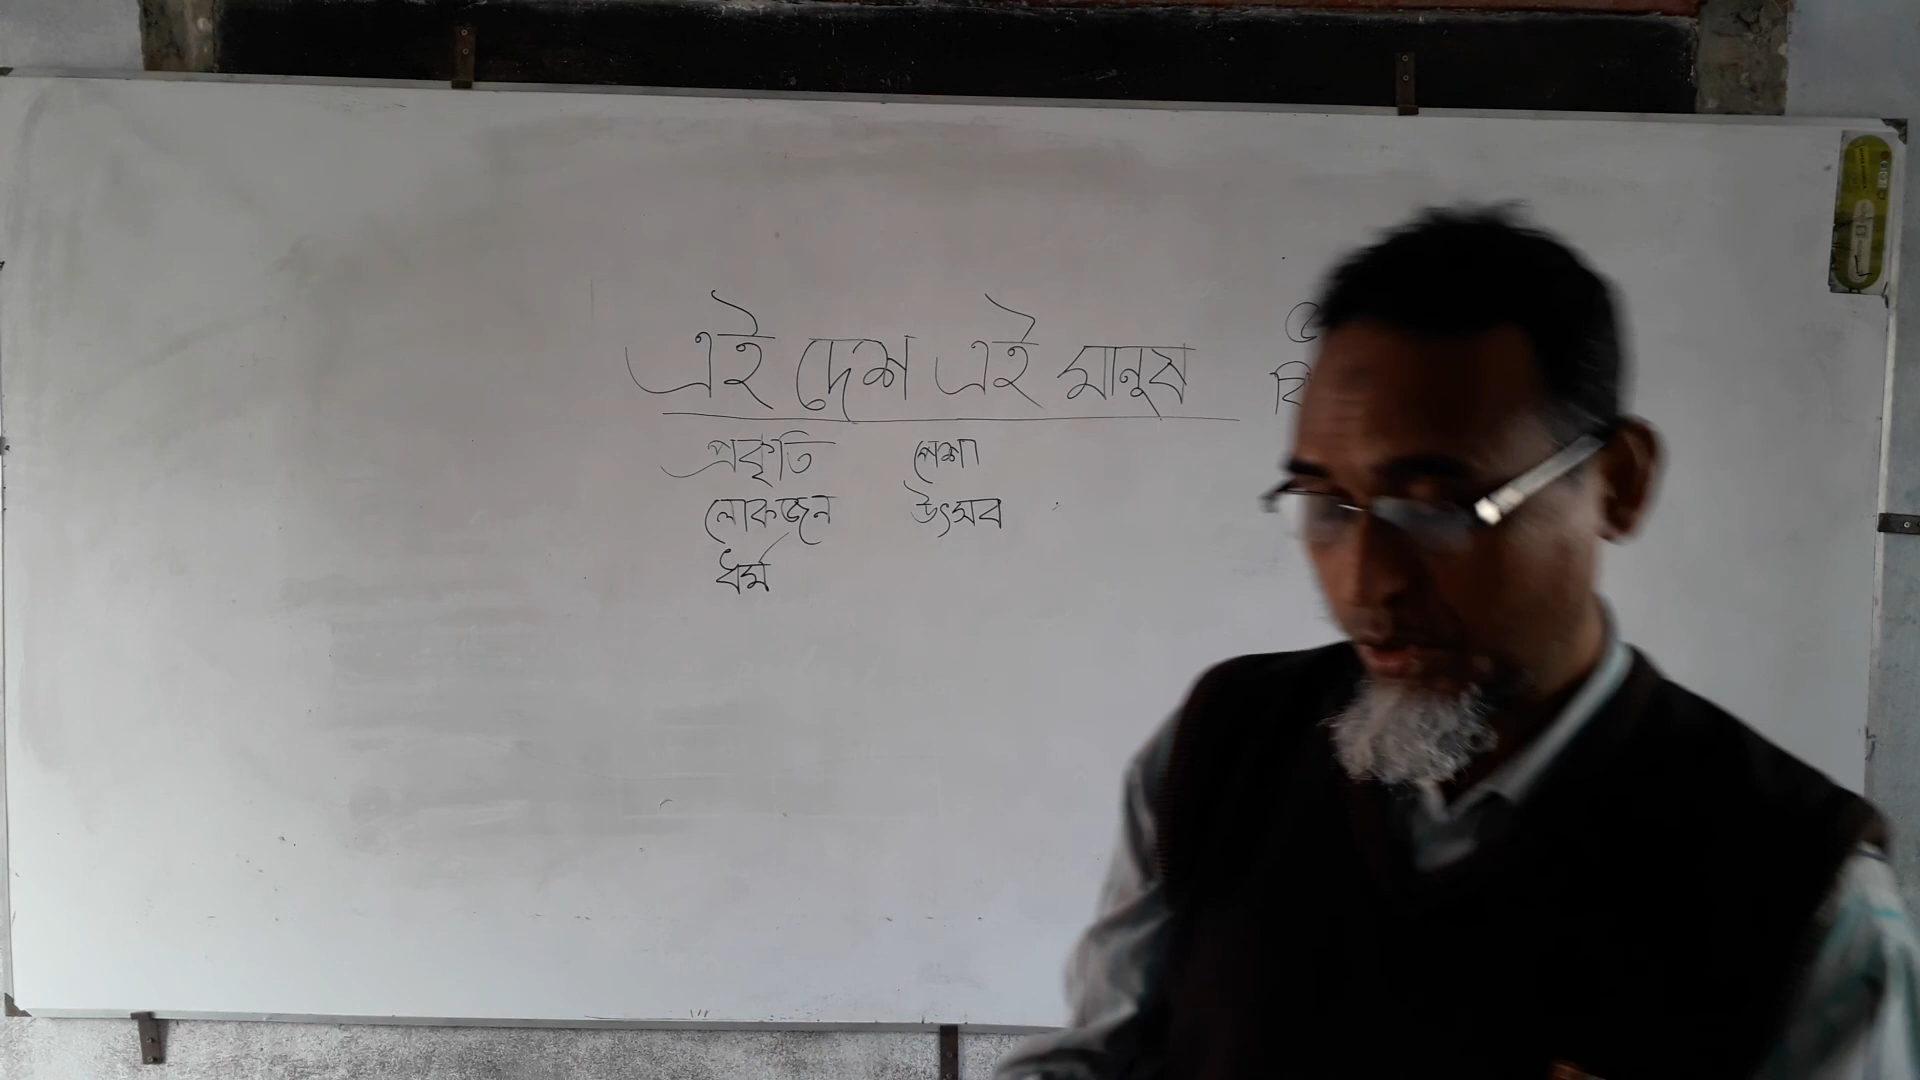 এই দেশ এই মানুষ
প্রকৃতি পেশা
লোকজন উৎসব
ধর্ম